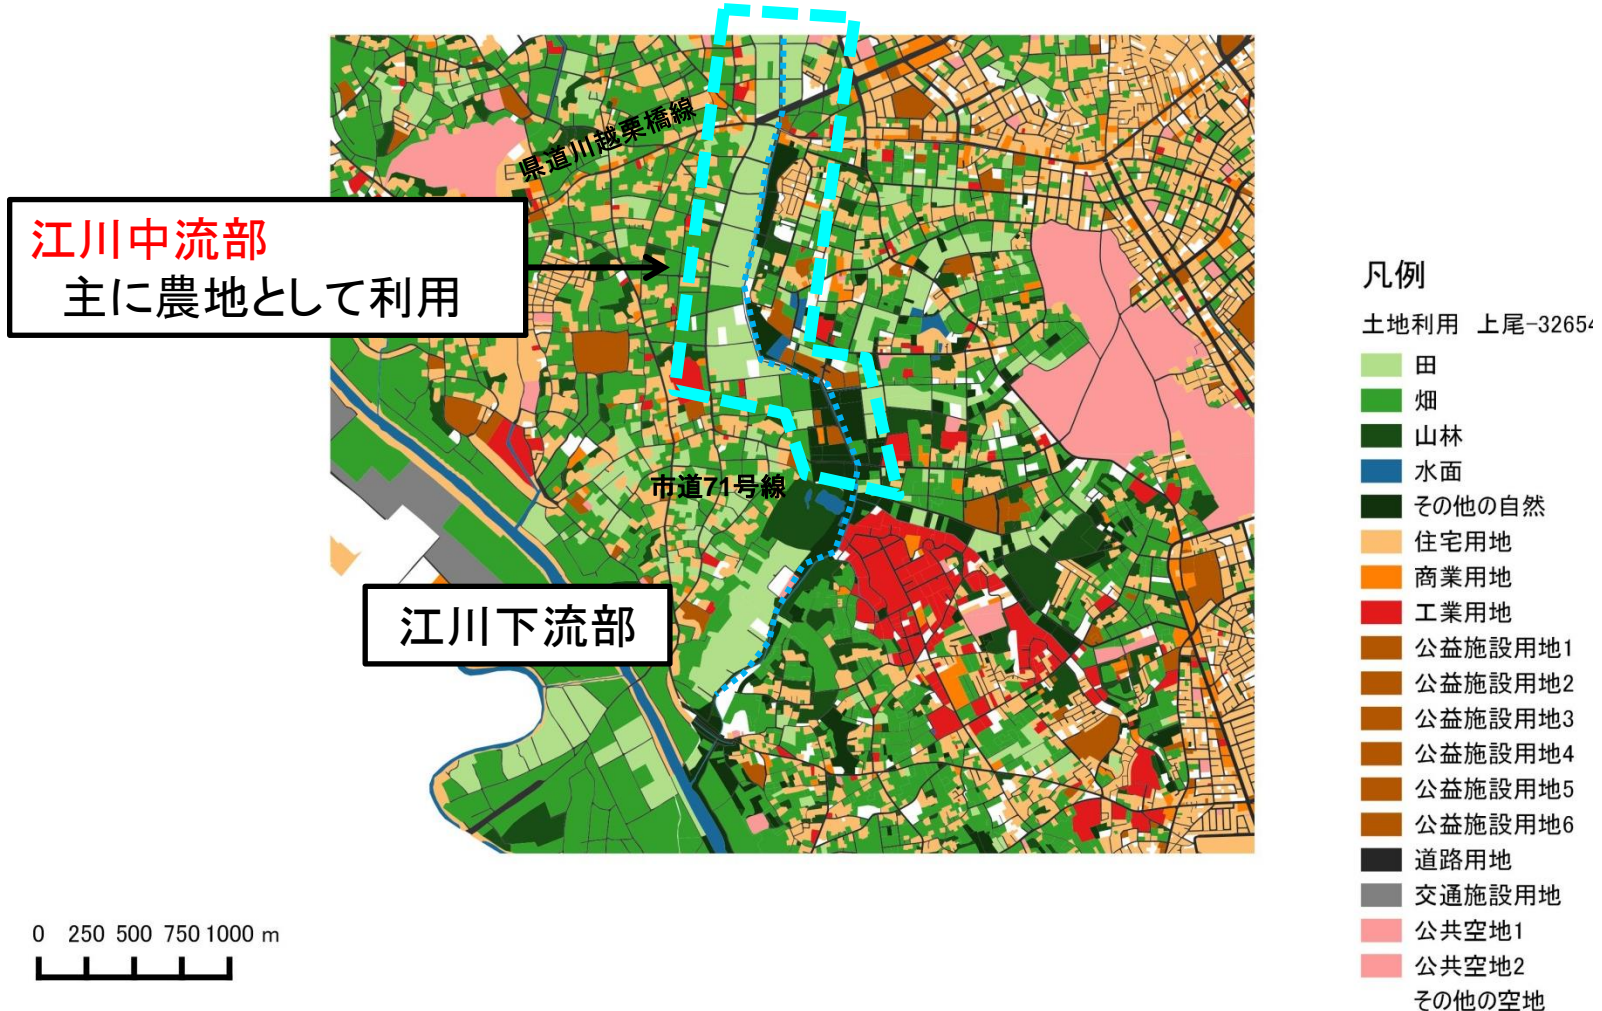 県道川越栗橋線
江川中流部
主に農地として利用
市道71号線
江川下流部
凡例
土地利用 上尾-32654
田
畑
山林
水面
その他の自然
住宅用地
商業用地
工業用地
公益施設用地1
公益施設用地2
公益施設用地3
公益施設用地4
公益施設用地5
公益施設用地6
道路用地
交通施設用地
公共空地1
公共空地2
その他の空地
0 250 500 750 1000 m